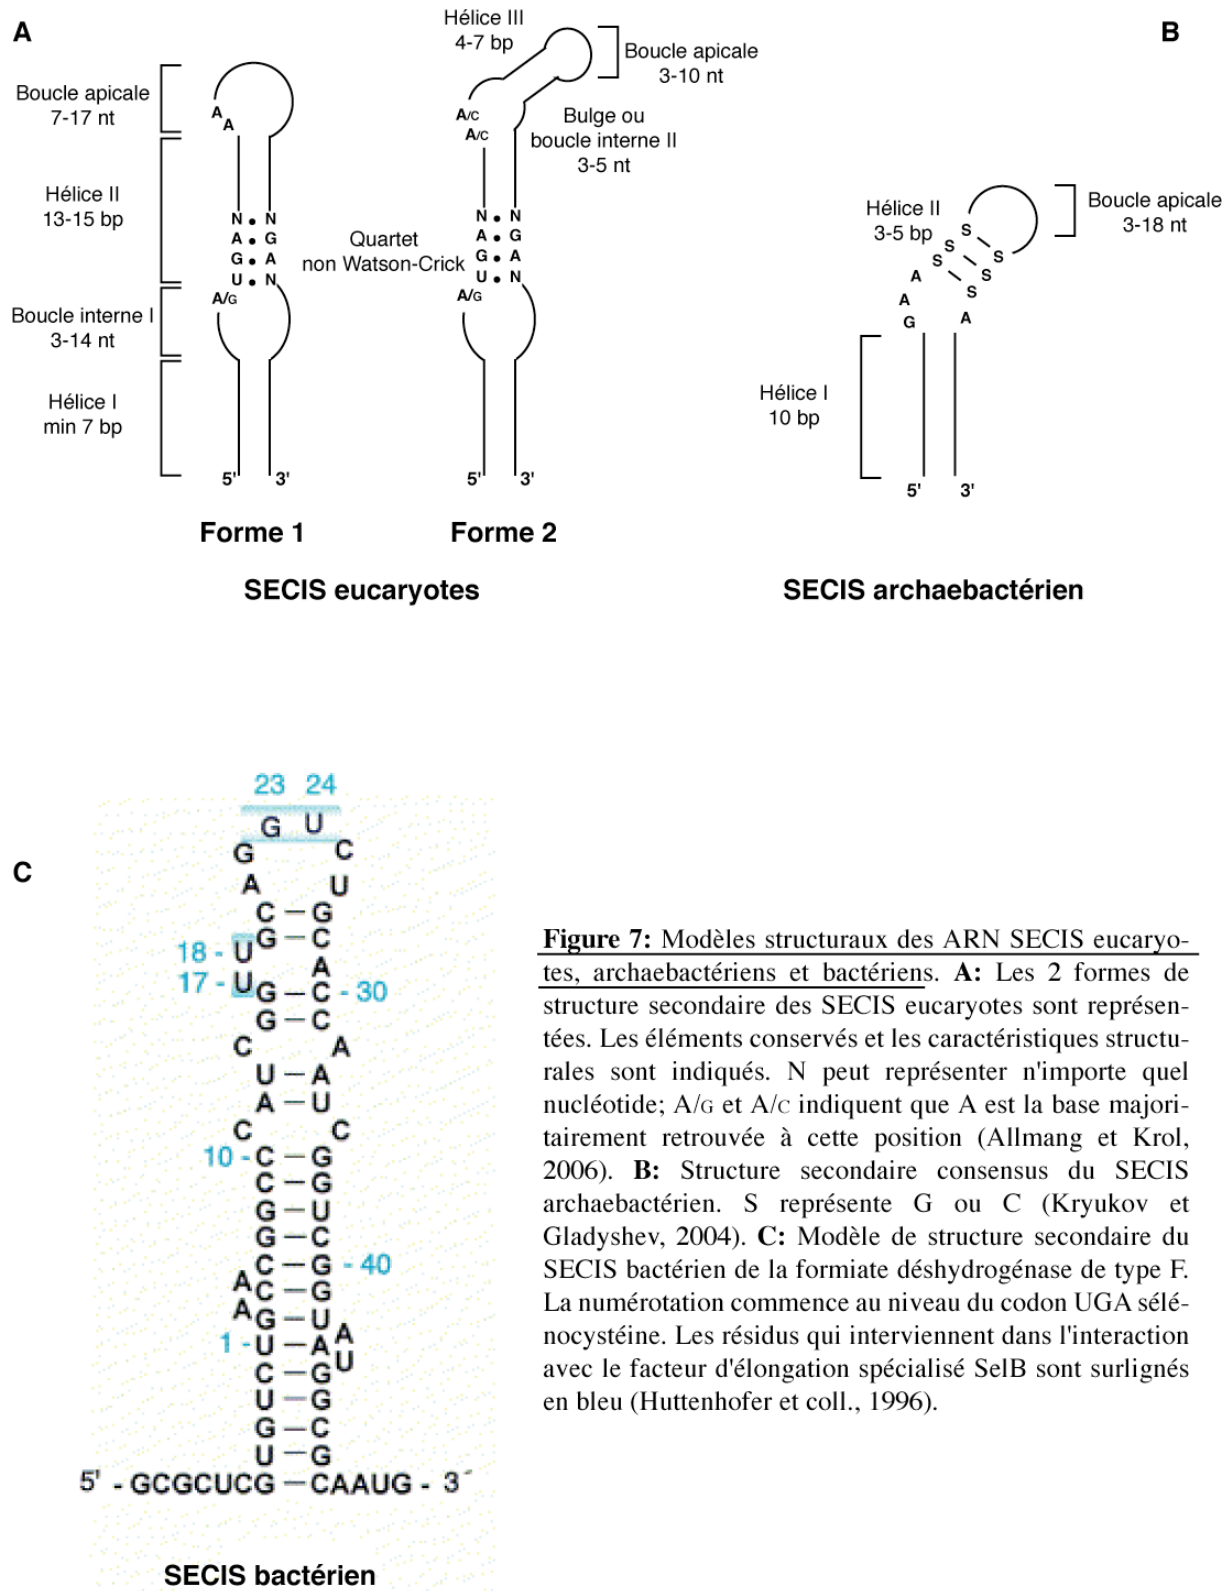 A
B
Boucle apicale
7-17 nt
A
A
Hélice II
13-15 bp
N • N
A • G
G • A
U • N
A/G
Boucle interne I
3-14 nt
Hélice I
min 7 bp
5' 3'
Forme 1
Hélice III
4-7 bp
Boucle apicale
3-10 nt
A/C
A/C
Bulge ou
boucle interne II
3-5 nt
Quartet
non Watson-Crick
N • N
A • G
G • A
U • N
A/G
5' 3'
Forme 2
SECIS eucaryotes
Hélice II
3-5 bp
Boucle apicale
3-18 nt
S
S S
S S
A S
A
G A
Hélice I
10 bp
5' 3'
SECIS archaebactérien
C
23 24
G U
G C
A U
C – G
18 - U G – C
A
17 - U G – C - 30
G – C
C A
U – A
A – U
C C
10 - C – G
C – G
G – U
G – C
C – G - 40
A C – G
A G – U A
1 - U – A U
C – G
U – G
G – C
U – G
5' - GCGCUCG – CAAUG - 3´
SECIS bactérien
Figure 7: Modèles structuraux des ARN SECIS eucaryo-
tes, archaebactériens et bactériens. A: Les 2 formes de
structure secondaire des SECIS eucaryotes sont représen-
tées. Les éléments conservés et les caractéristiques structu-
rales sont indiqués. N peut représenter n'importe quel
nucléotide; A/G et A/C indiquent que A est la base majori-
tairement retrouvée à cette position (Allmang et Krol,
2006). B: Structure secondaire consensus du SECIS
archaebactérien. S représente G ou C (Kryukov et
Gladyshev, 2004). C: Modèle de structure secondaire du
SECIS bactérien de la formiate déshydrogénase de type F.
La numérotation commence au niveau du codon UGA sélé-
nocystéine. Les résidus qui interviennent dans l'interaction
avec le facteur d'élongation spécialisé SelB sont surlignés
en bleu (Huttenhofer et coll., 1996).